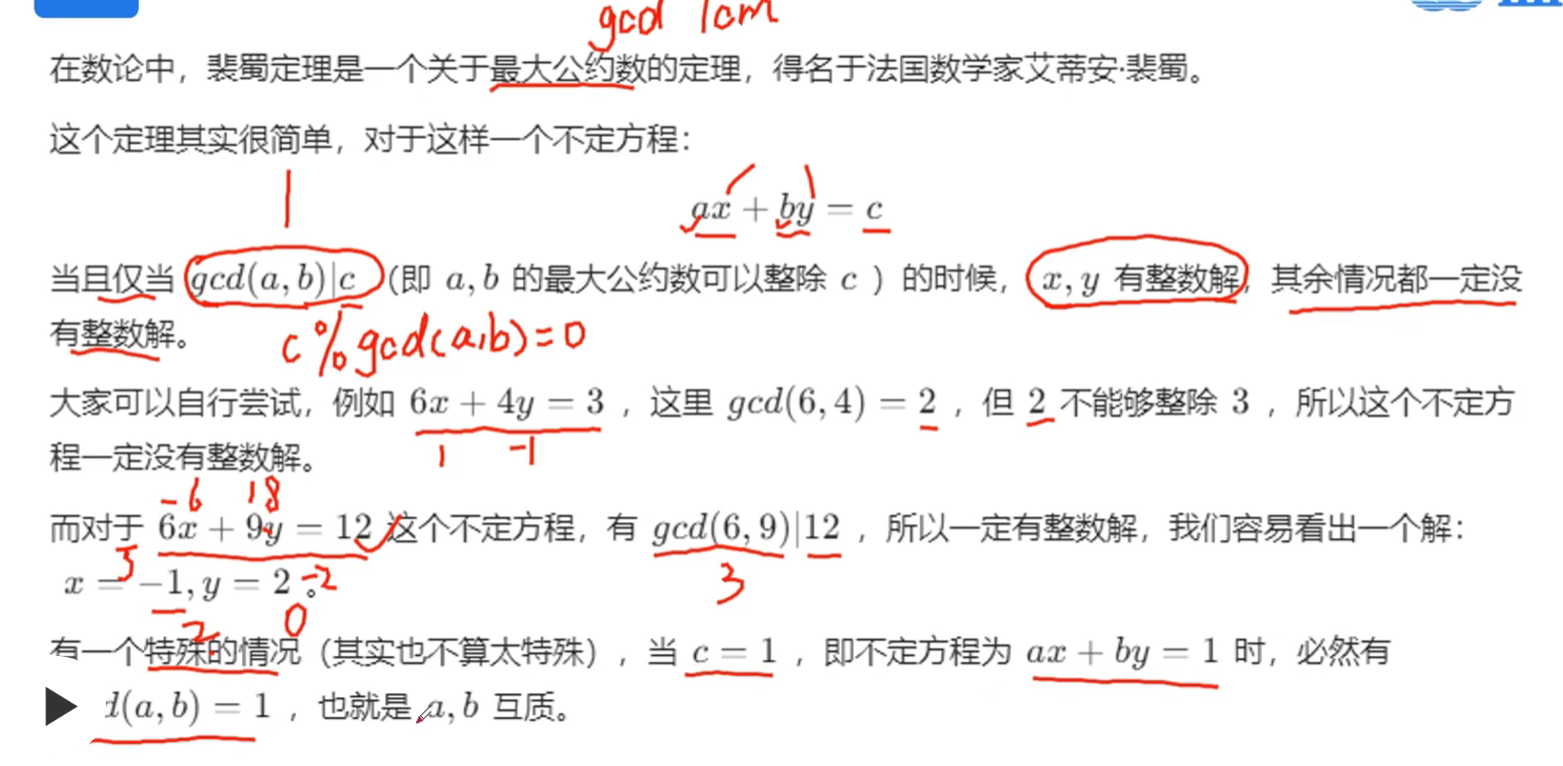 gcd lcm
在数论中，裴蜀定理是一个关于最大公约数的定理，得名于法国数学家艾蒂安·裴蜀。
这个定理其实很简单，对于这样一个不定方程：
ax + by = c
当且仅当 gcd(a, b)|c（即 a, b 的最大公约数可以整除 c ）的时候， x, y 有整数解，其余情况都一定没
有整数解。
c%gcd(a,b)=0
大家可以自行尝试，例如 6x + 4y = 3 ，这里 gcd(6, 4) = 2 ，但 2 不能够整除 3 ，所以这个不定方
1 -1
程一定没有整数解。
-6 18
而对于 6x + 9y = 12 这个不定方程，有 gcd(6, 9)|12 ，所以一定有整数解，我们容易看出一个解：
5 -2 3
x = −1, y = 2 。
2 0
有一个特殊的情况（其实也不算太特殊），当 c = 1 ，即不定方程为 ax + by = 1 时，必然有
d(a, b) = 1 ，也就是 a, b 互质。